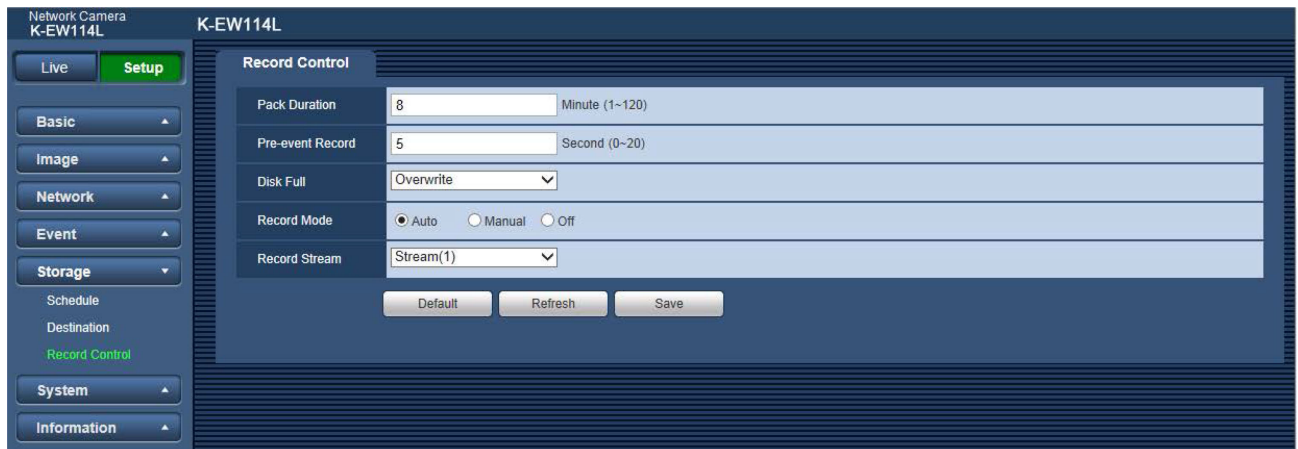 Network Camera
K-EW114L
K-EW114L
Live Setup
Basic
Image
Network
Event
Storage
Schedule
Destination
Record Control
System
Information
Record Control
Pack Duration 8 Minute (1~120)
Pre-event Record 5 Second (0~20)
Disk Full Overwrite
Record Mode Auto Manual Off
Record Stream Stream(1)
Default Refresh Save